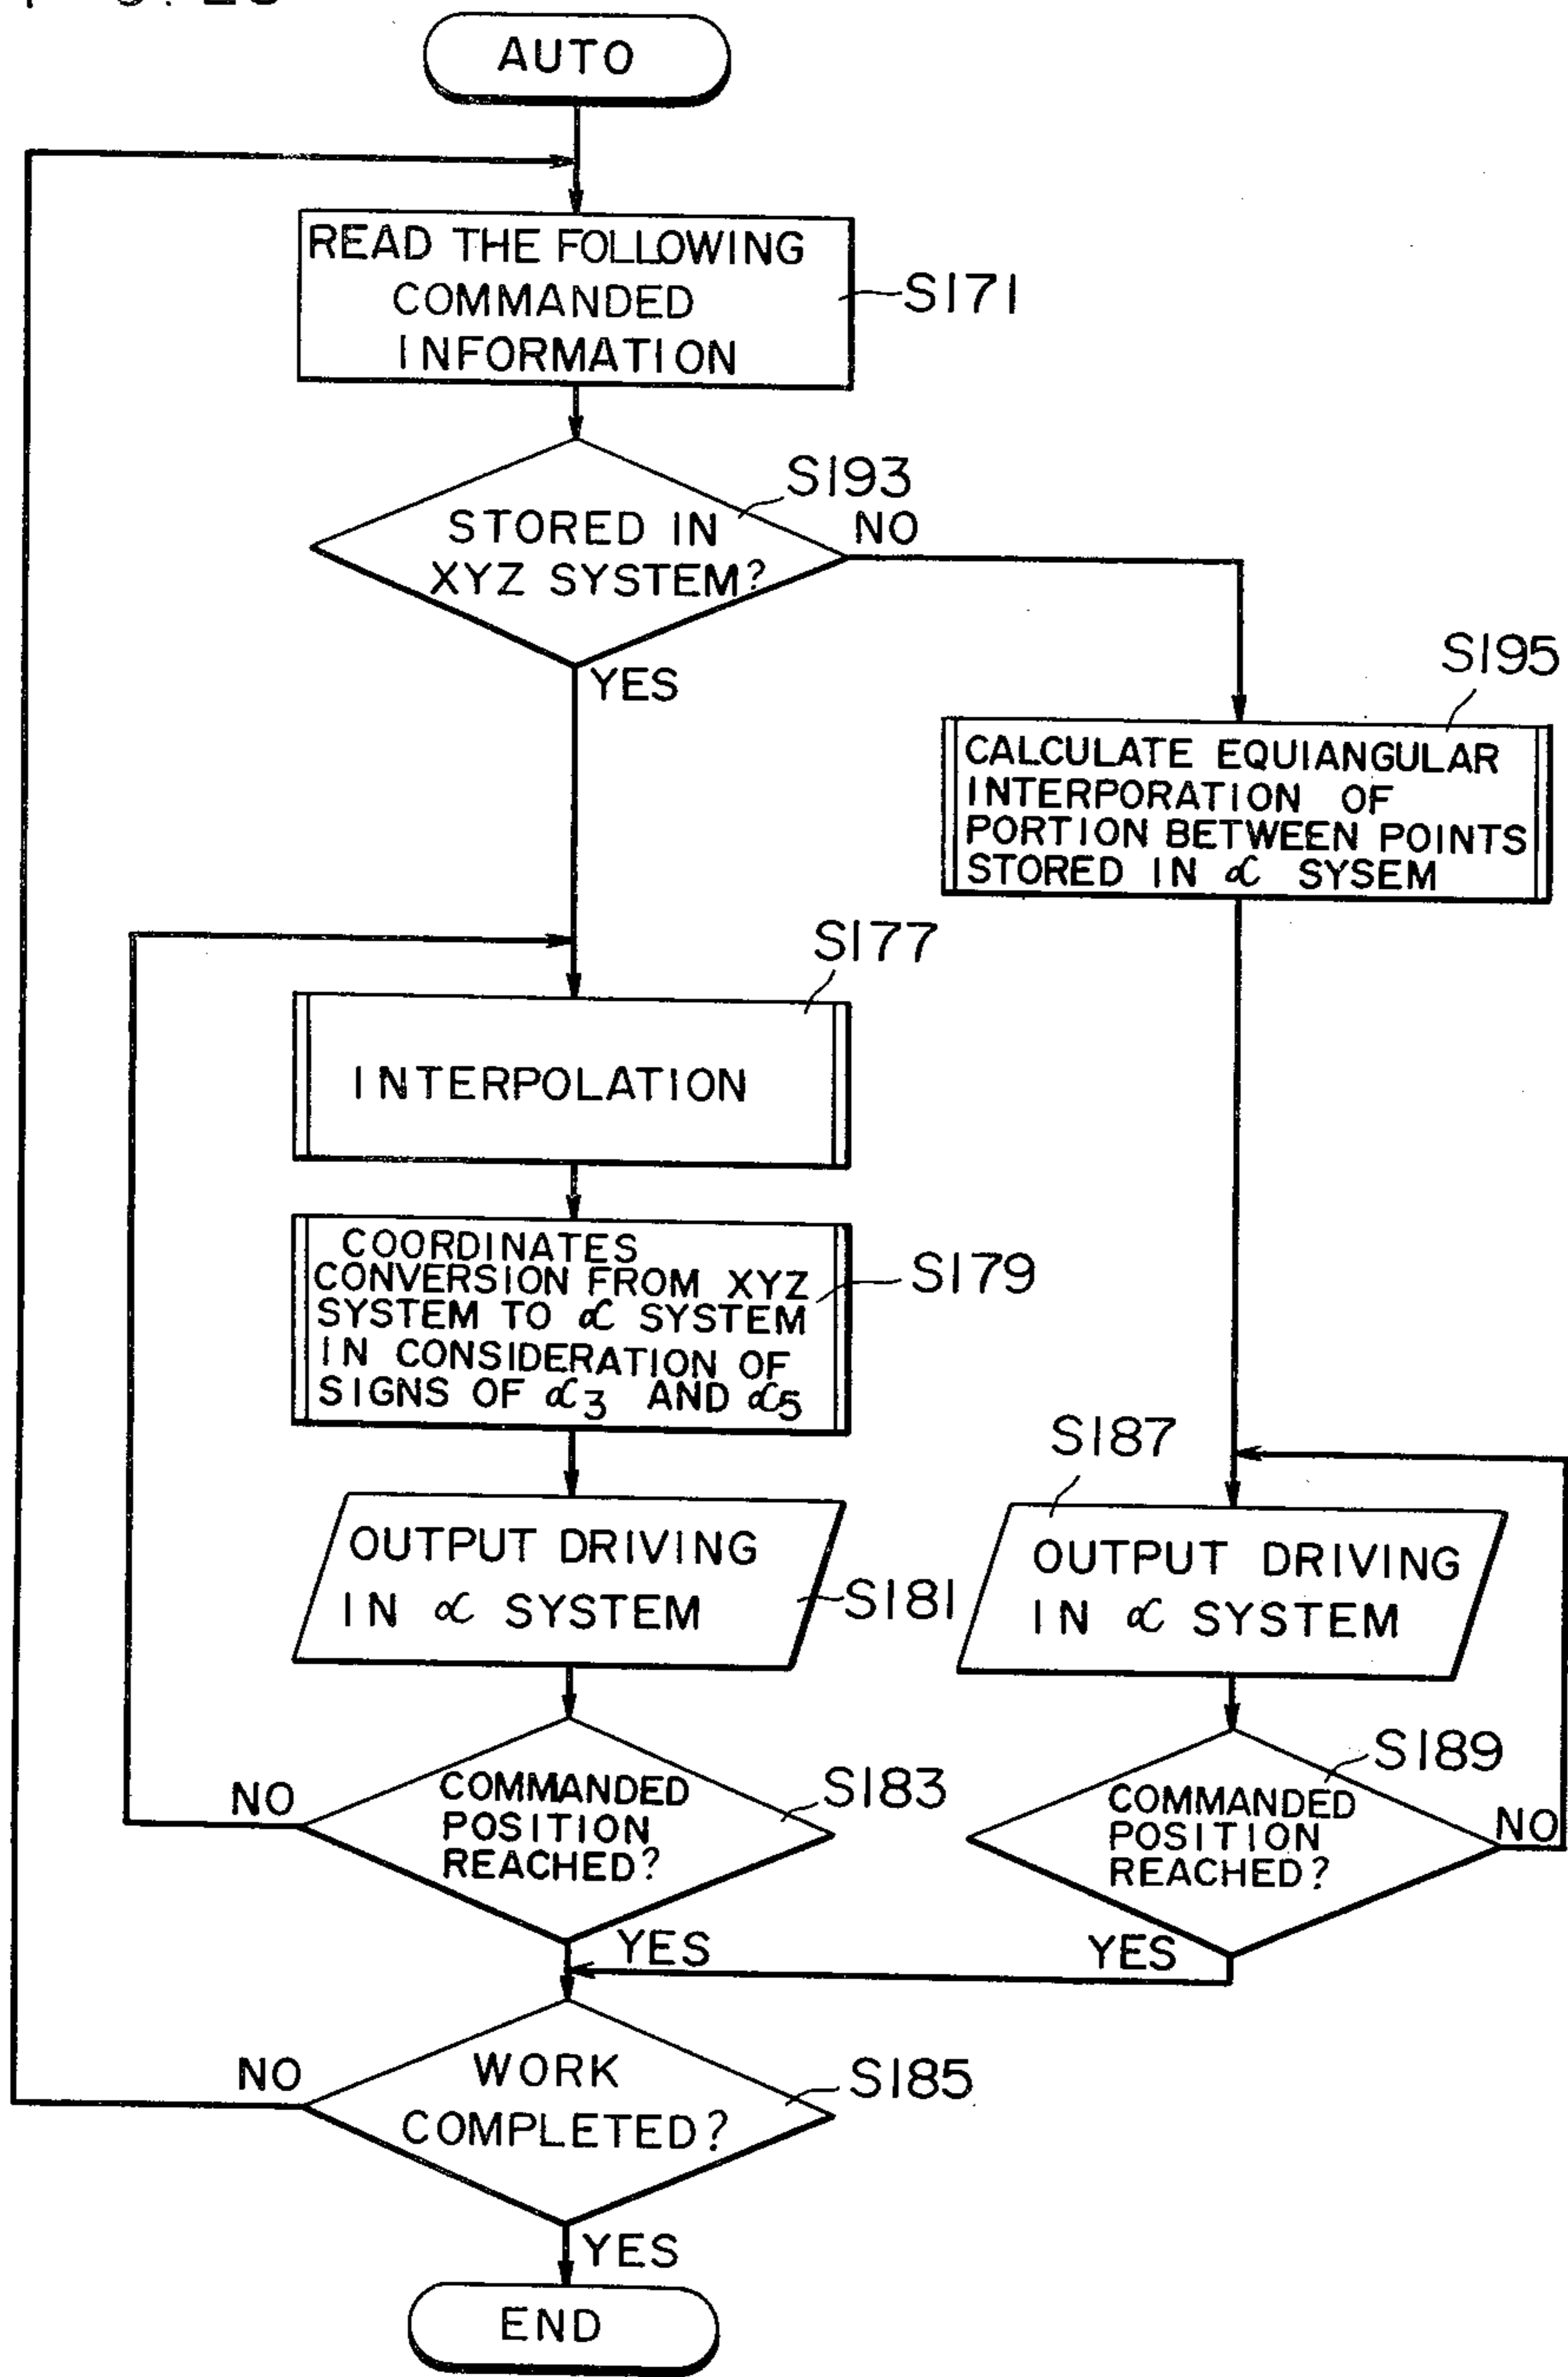 AUTO
READ THE FOLLOWING
COMMANDED
INFORMATION
S171
S193
STORED IN
XYZ SYSTEM?
NO
YES
S195
CALCULATE EQUIANGULAR
INTERPORATION OF
PORTION BETWEEN POINTS
STORED IN α SYSEM
S177
INTERPOLATION
COORDINATES
CONVERSION FROM XYZ
SYSTEM TO α SYSTEM
IN CONSIDERATION OF
SIGNS OF α3 AND α5
S179
OUTPUT DRIVING
IN α SYSTEM
S181
S187
OUTPUT DRIVING
IN α SYSTEM
COMMANDED
POSITION
REACHED?
S183
NO
YES
S189
COMMANDED
POSITION
REACHED?
NO
YES
WORK
COMPLETED?
S185
NO
YES
END